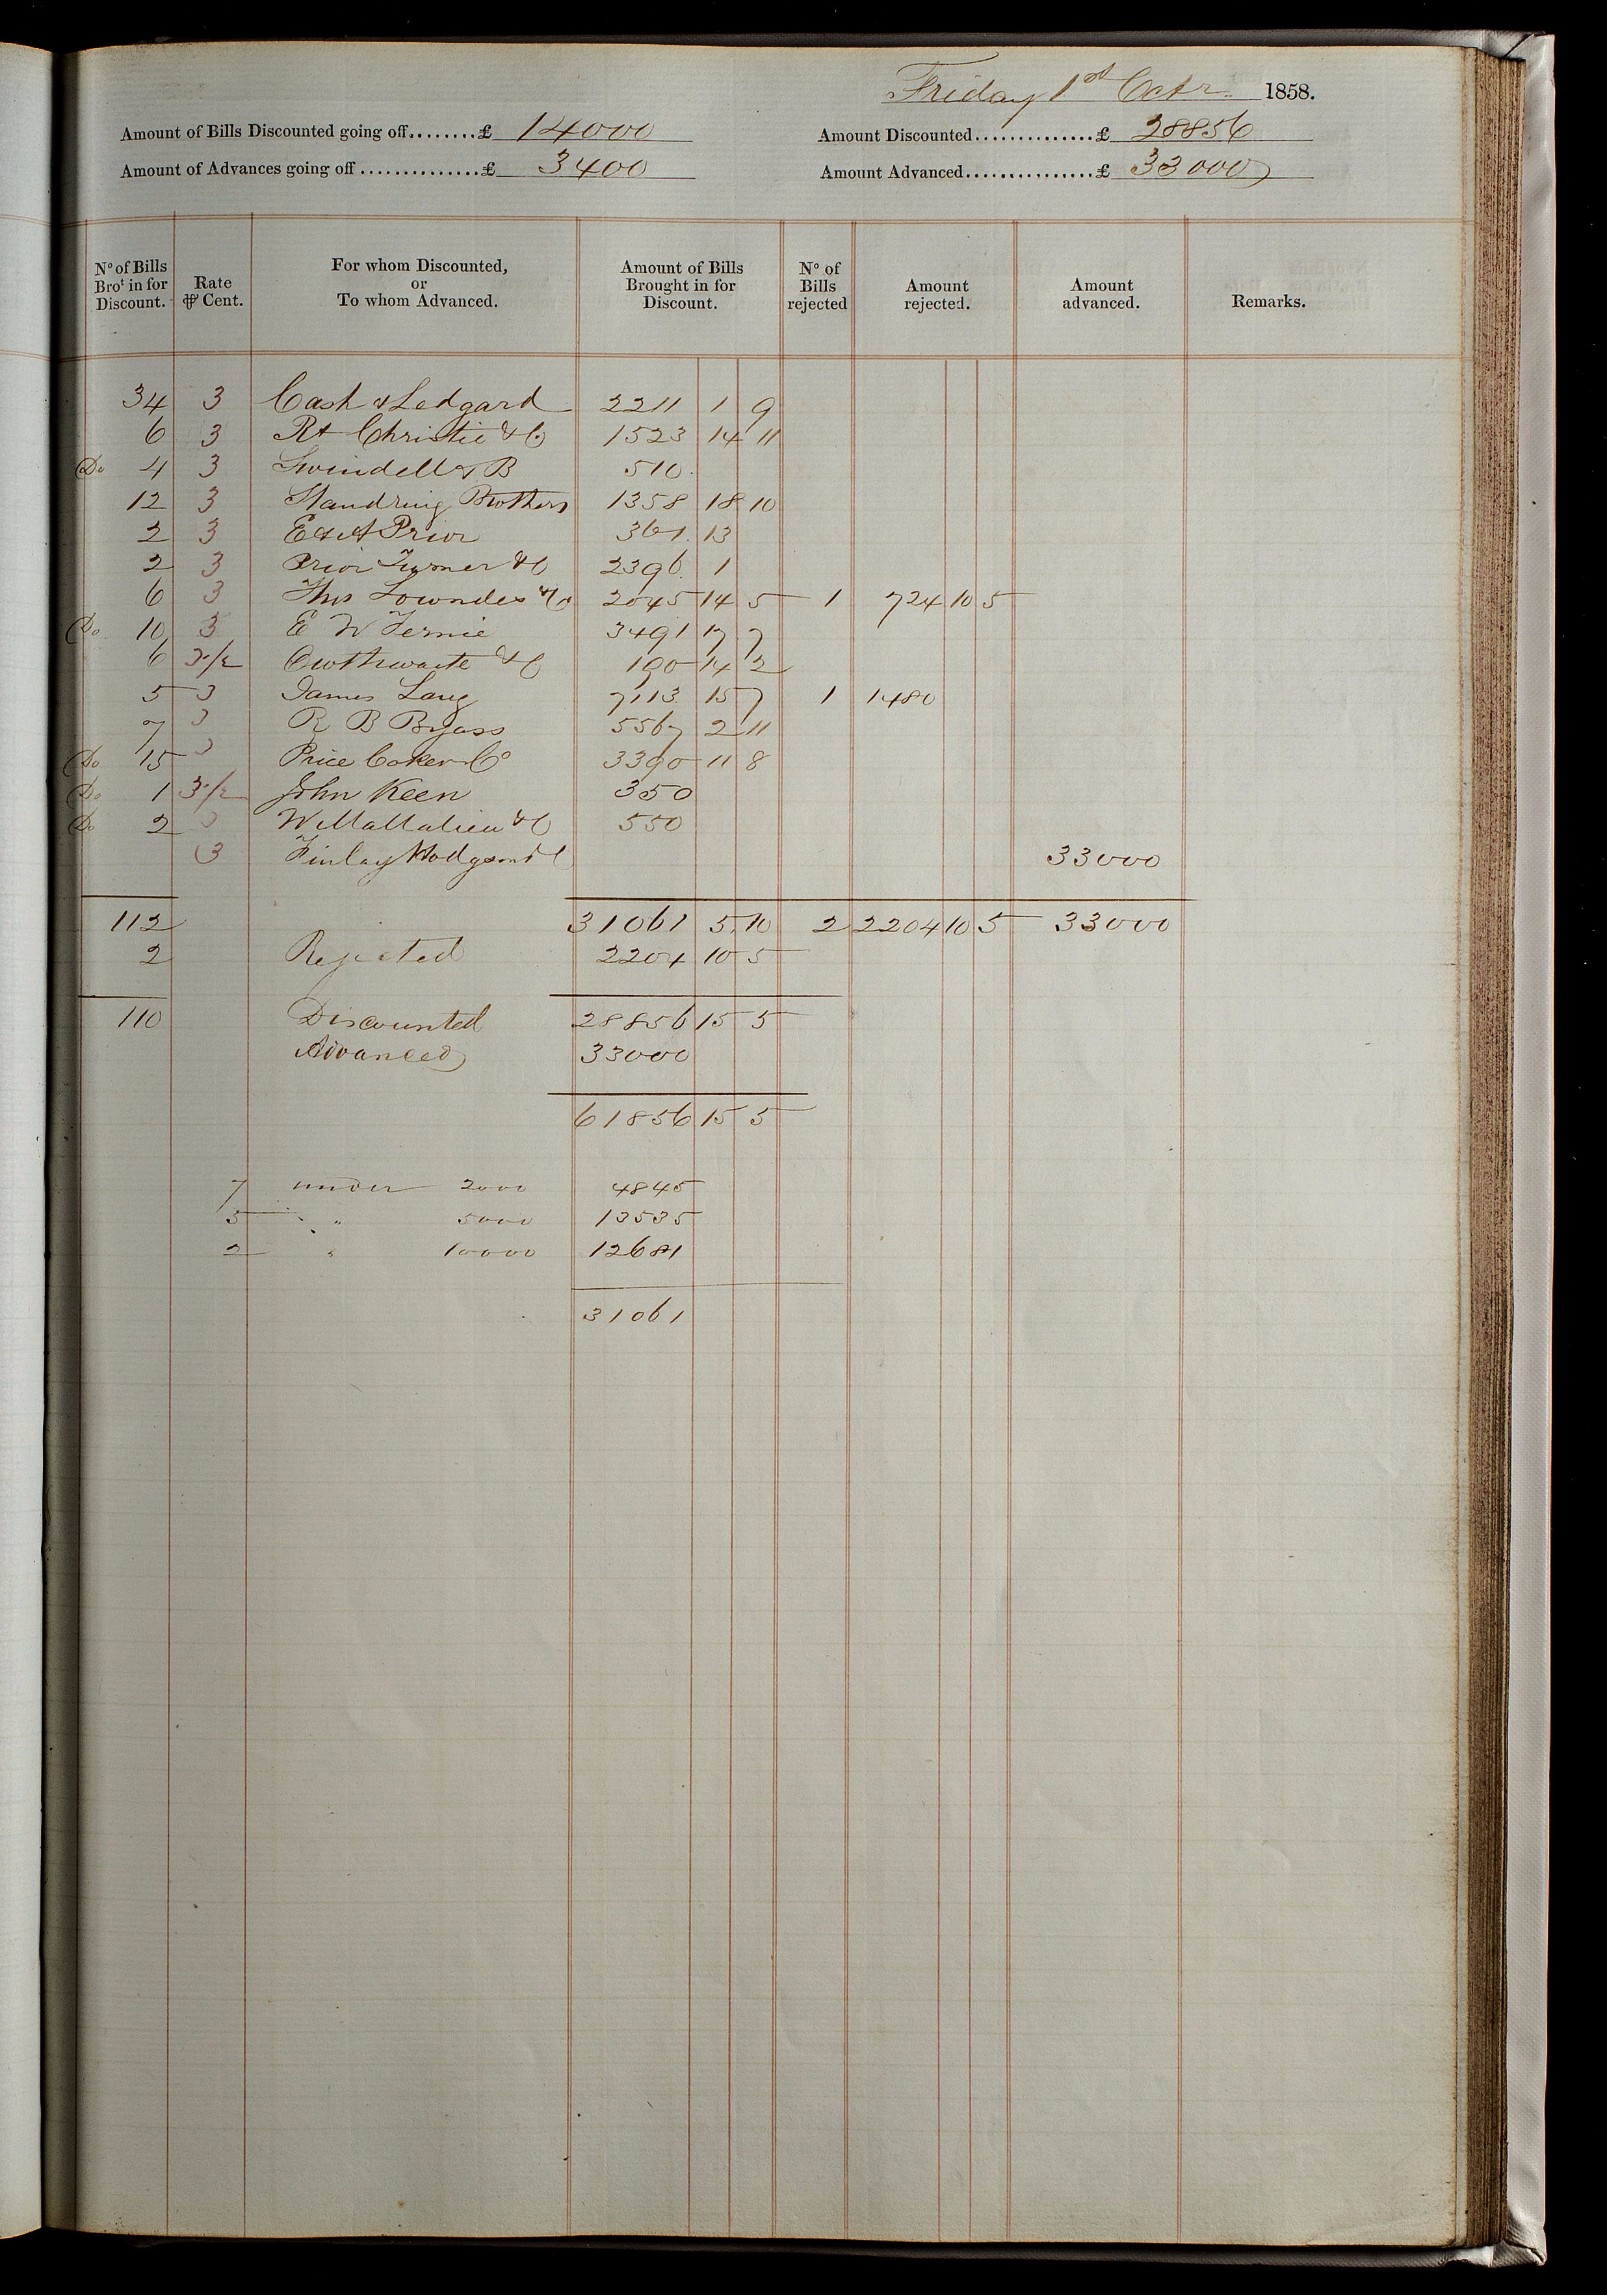 Friday 1st Octr. 1858.
Amount of Bills Discounted going off........£ 14000 Amount Discounted..............£ 28856
Amount of Advances going off..............£ 3400 Amount Advanced...............£ 33000
No of Bills Brot in for Discount. Rate ⅌ Cent. For whom Discounted, or To whom Advanced. Amount of Bills Brought in for Discount. No of Bills rejected Amount rejected. Amount advanced. Remarks.
34 3 Cash & Ledgard 2211 1 9
6 3 Rt Christie & Co 1523 14 11
Do 4 3 Swindell & B 510
12 3 Standring Brothers 1358 18 10
2 3 E & A Prior 361 13
2 3 Prior Turner & Co 2396 1
6 3 Thos Lowndes & Co 2045 14 5 1 724 10 5
Do 10 3 E W Fernie 3491 17 7
6 3 1/2 Outhwaite & Co 190 14 2
5 3 James Lang 7113 15 7 1 1480
7 3 R B Byass 5567 2 11
Do 15 3 Price Coker & Co 3390 11 8
Do 1 3 1/2 John Keen 350
Do 2 3 W Mallalieu & Co 550
3 Finlay Hodgson & C 33000
112 31061 5 10 2 2204 10 5 33000
2 Rejected 2204 10 5
110 Discounted 28856 15 5
Advanced 33000
61856 15 5
7 under 2000 4845
5 " 5000 13535
2 " 10000 12681
31061